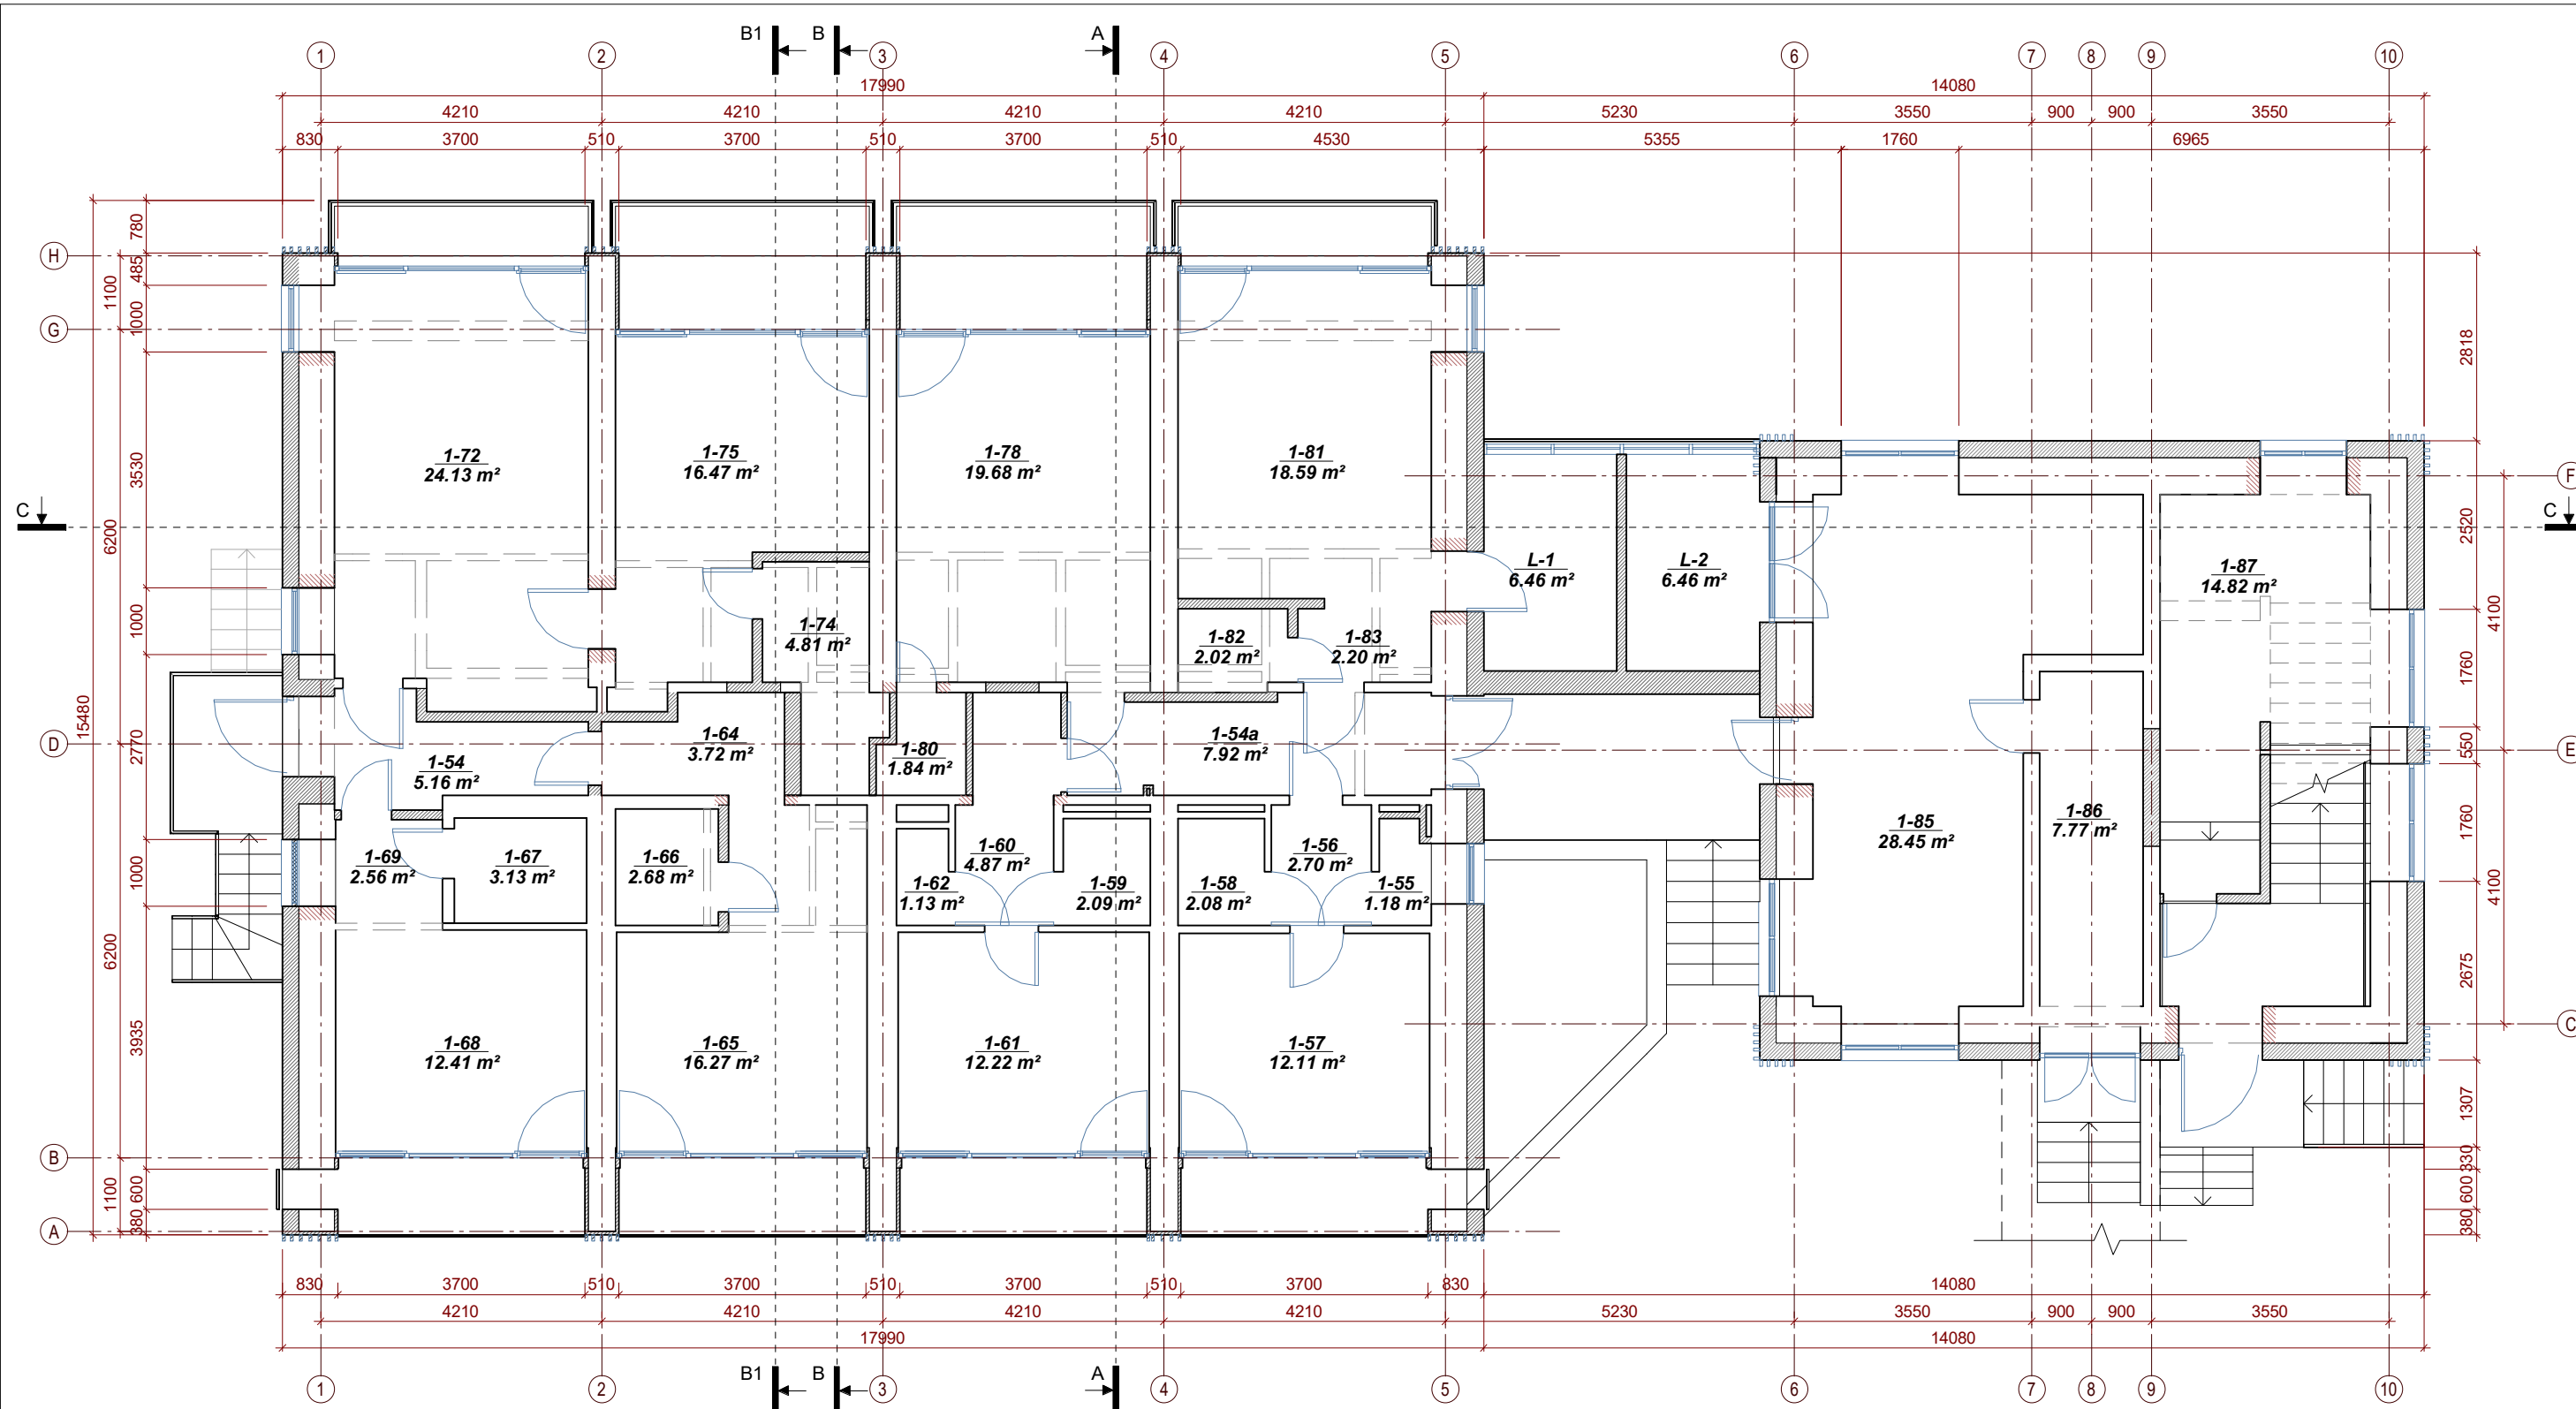 B1 B A
1 2 3 4 5 6 7 8 9 10
17990 14080
4210 4210 4210 4210 5230 3550 900 900 3550
830 3700 510 3700 510 3700 510 4530 5355 1760 6965
H
G
D
B
A
F
E
C
C
C
15480
1100 6200 6200 1100
780 485 1000 3530 1000 2770 1000 3935 600 380
2818 2520 1760 550 1760 2675 1307 330 600 380
4100 4100
1-72
24.13 m²
1-75
16.47 m²
1-78
19.68 m²
1-81
18.59 m²
L-1
6.46 m²
L-2
6.46 m²
1-87
14.82 m²
1-74
4.81 m²
1-82
2.02 m²
1-83
2.20 m²
1-54
5.16 m²
1-64
3.72 m²
1-80
1.84 m²
1-54a
7.92 m²
1-85
28.45 m²
1-86
7.77 m²
1-69
2.56 m²
1-67
3.13 m²
1-66
2.68 m²
1-62
1.13 m²
1-60
4.87 m²
1-59
2.09 m²
1-58
2.08 m²
1-56
2.70 m²
1-55
1.18 m²
1-68
12.41 m²
1-65
16.27 m²
1-61
12.22 m²
1-57
12.11 m²
830 3700 510 3700 510 3700 510 3700 830 14080
4210 4210 4210 4210 5230 3550 900 900 3550
17990 14080
B1 B A
1 2 3 4 5 6 7 8 9 10